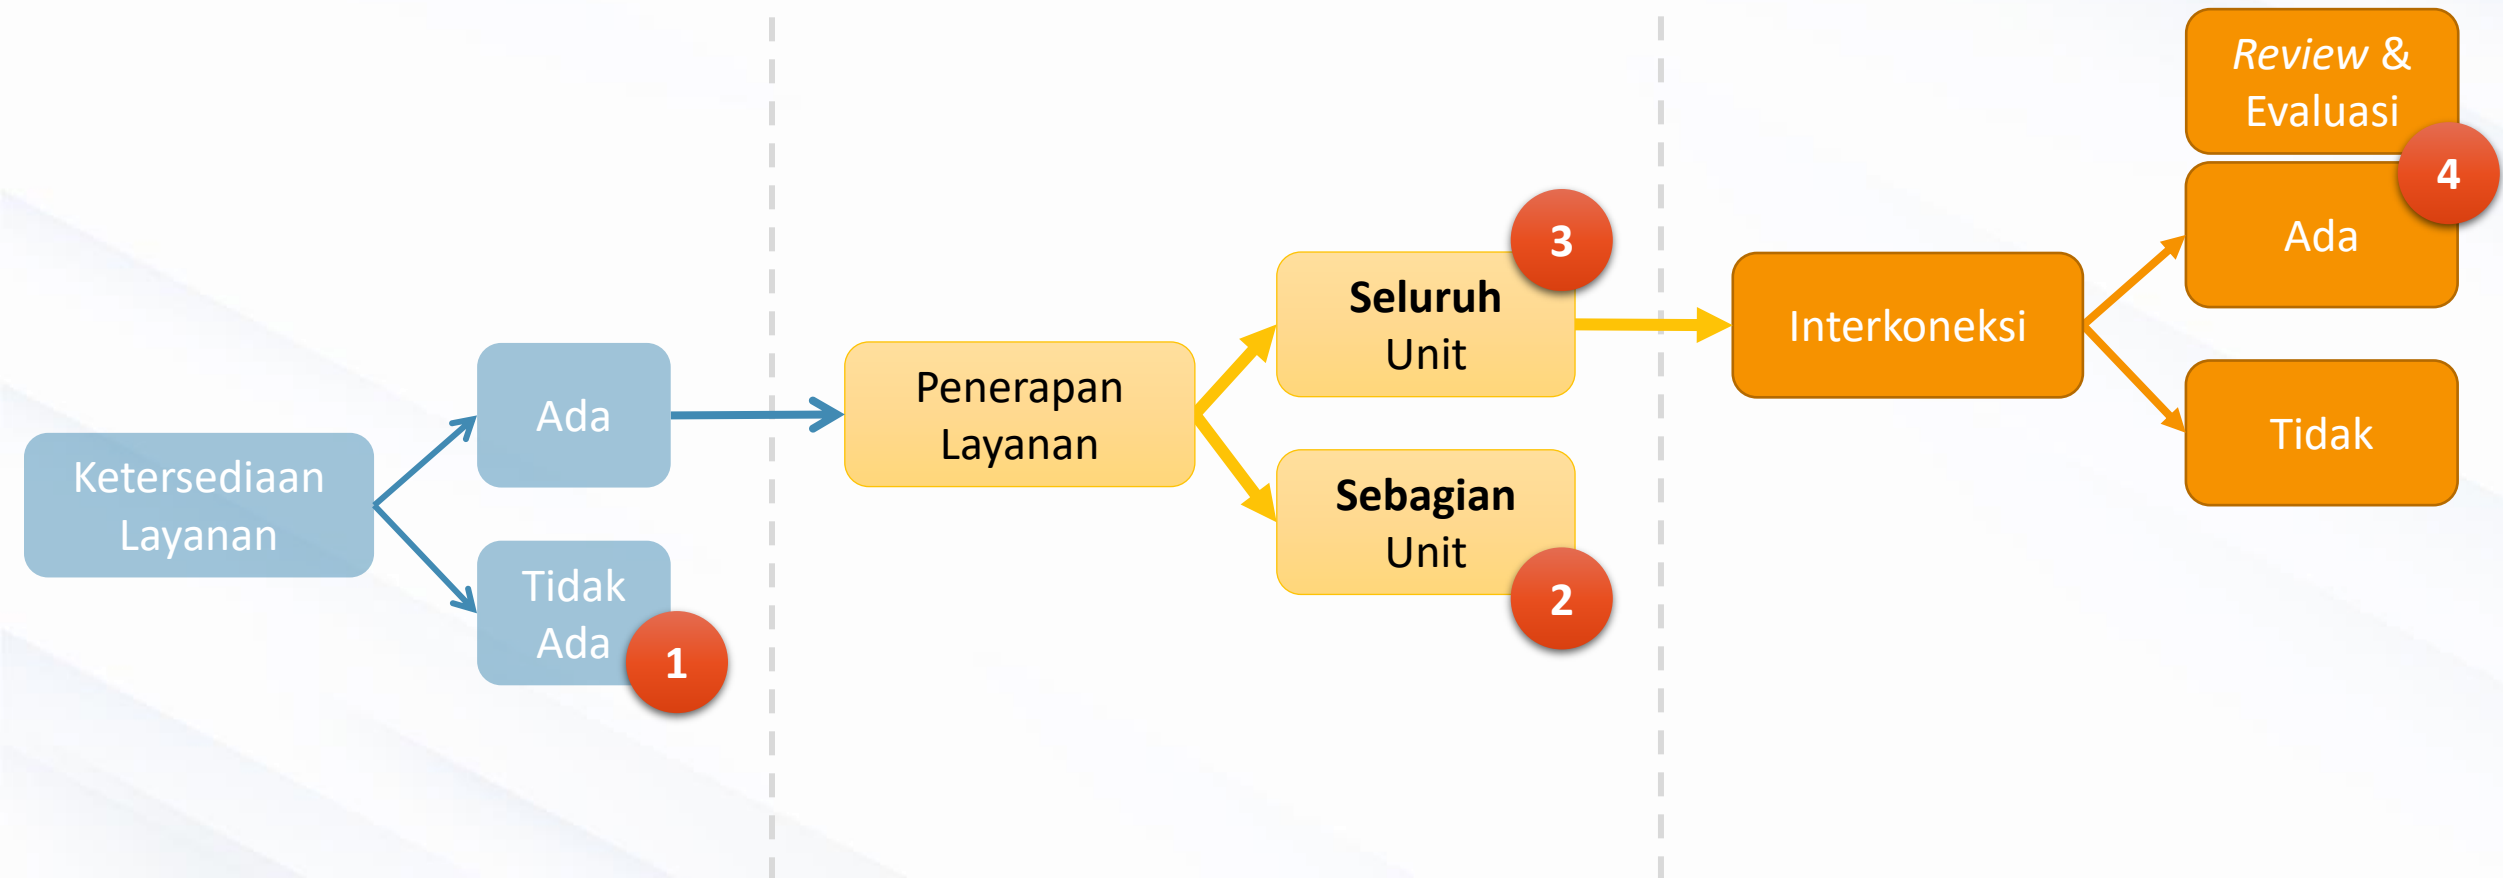 Ketersediaan
Layanan
Ada
Tidak
Ada
1
Penerapan
Layanan
Seluruh
Unit
3
Sebagian
Unit
2
Interkoneksi
Review &
Evaluasi
4
Ada
Tidak